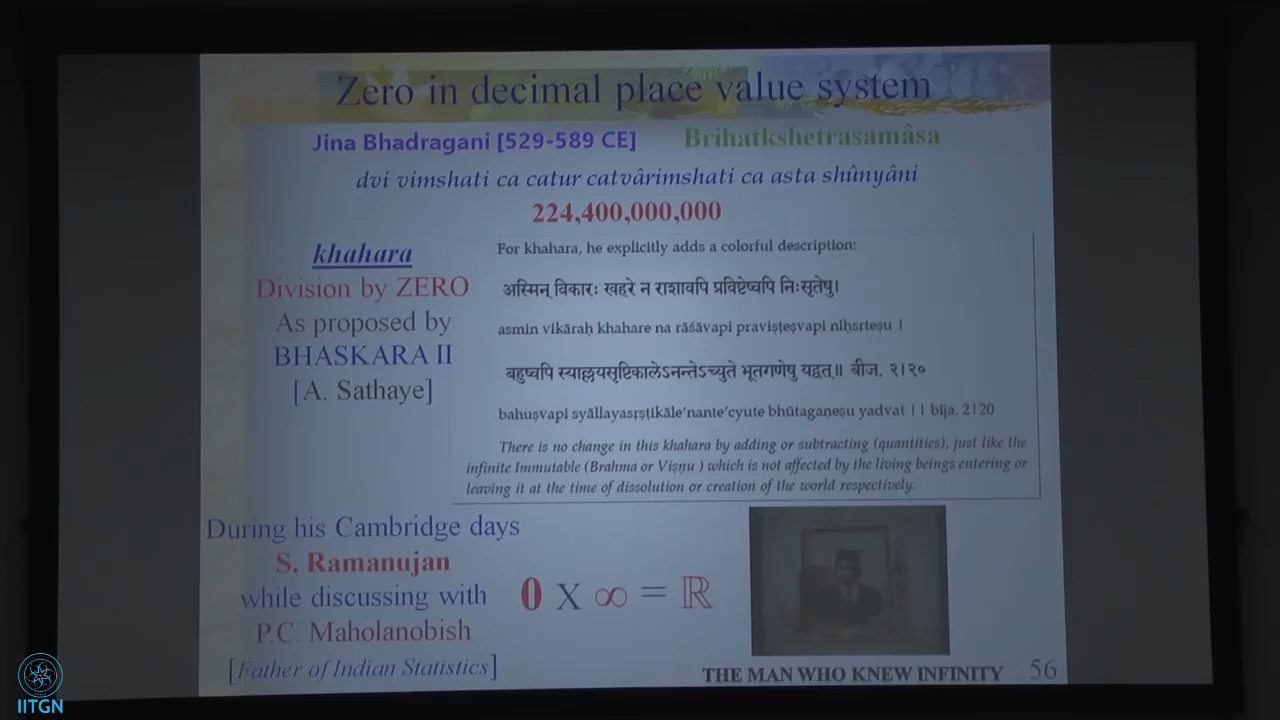 Zero in decimal place value system
Jina Bhadragani [529-589 CE] Brihatkshetrasamâsa
dvi vimshati ca catur catvârimshati ca asta shûnyâni
224,400,000,000
khahara
Division by ZERO
As proposed by
BHASKARA II
[A. Sathaye]
For khahara, he explicitly adds a colorful description:
अस्मिन् विकारः खहरे न राशावपि प्रविष्टेष्वपि निःसृतेषु।
asmin vikāraḥ khahare na rāśāvapi praviṣṭeṣvapi niḥsṛteṣu |
बहुष्वपि स्याल्लयसृष्टिकालेऽनन्तेऽच्युते भूतगणेषु यद्वत्॥ बीज. २।२०
bahuṣvapi syāllayasṛṣṭikāle’nante’cyute bhūtagaṇeṣu yadvat || bīja. 2|20
There is no change in this khahara by adding or subtracting (quantities), just like the
infinite Immutable (Brahma or Viṣṇu ) which is not affected by the living beings entering or
leaving it at the time of dissolution or creation of the world respectively.
During his Cambridge days
S. Ramanujan
while discussing with
P.C. Maholanobish
[Father of Indian Statistics]
0 X ∞ = ℝ
THE MAN WHO KNEW INFINITY 56
IITGN